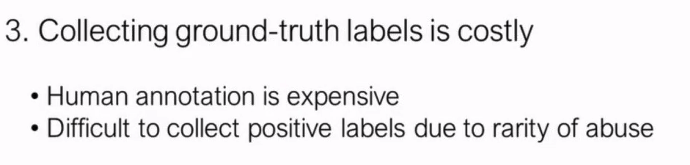 3. Collecting ground-truth labels is costly
• Human annotation is expensive
• Difficult to collect positive labels due to rarity of abuse